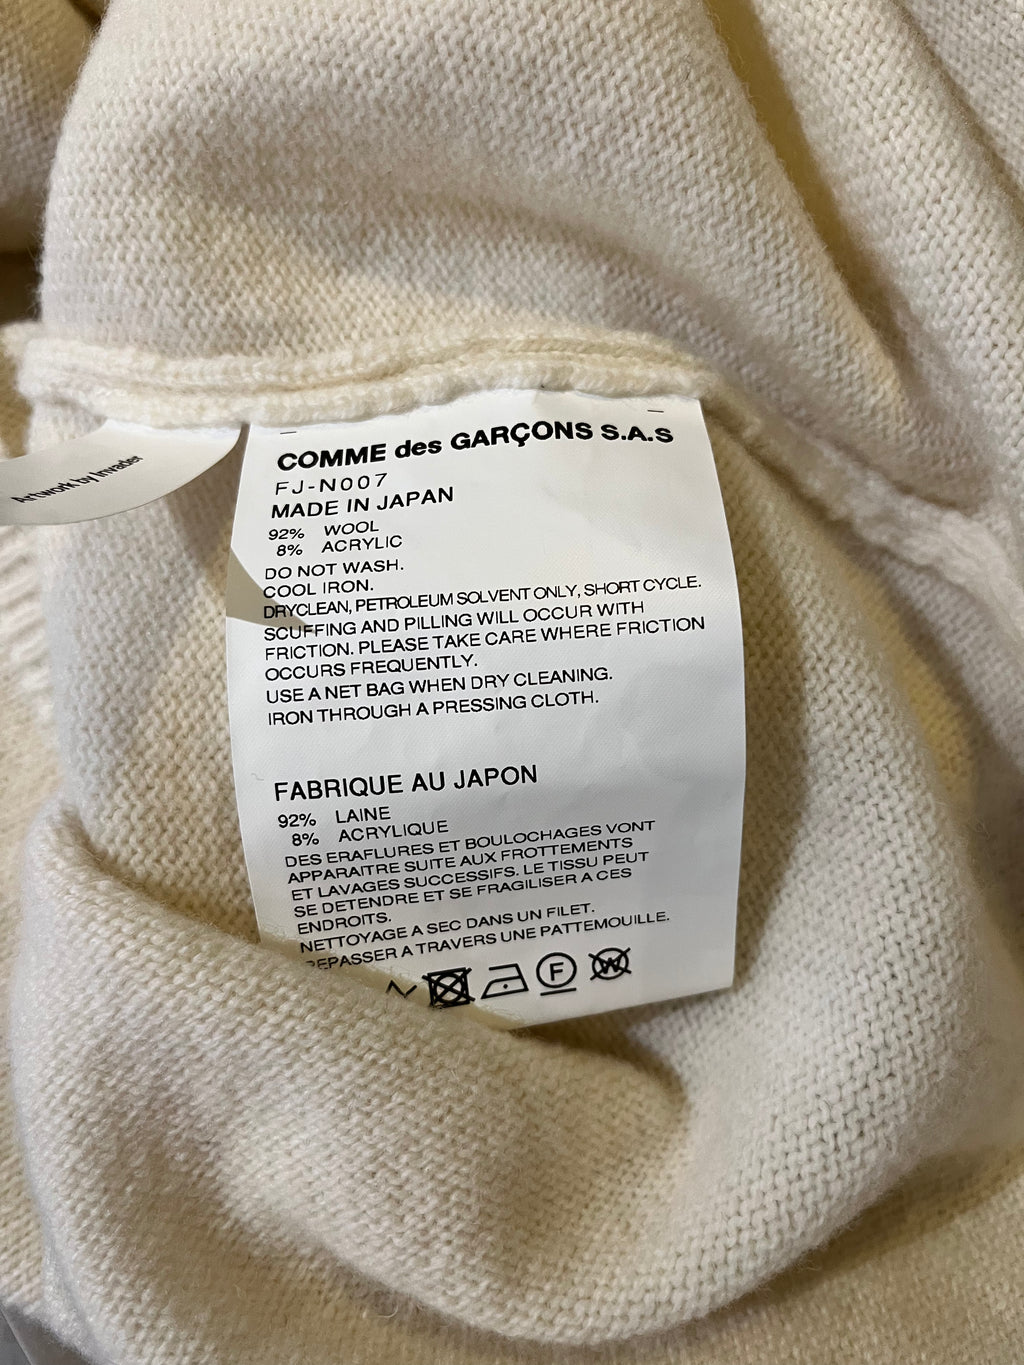 Artwork by Invader
COMME des GARÇONS S.A.S
FJ-N007
MADE IN JAPAN
92% WOOL
8% ACRYLIC
DO NOT WASH.
COOL IRON.
DRYCLEAN, PETROLEUM SOLVENT ONLY, SHORT CYCLE.
SCUFFING AND PILLING WILL OCCUR WITH
FRICTION. PLEASE TAKE CARE WHERE FRICTION
OCCURS FREQUENTLY.
USE A NET BAG WHEN DRY CLEANING.
IRON THROUGH A PRESSING CLOTH.
FABRIQUE AU JAPON
92% LAINE
8% ACRYLIQUE
DES ERAFLURES ET BOULOCHAGES VONT
APPARAITRE SUITE AUX FROTTEMENTS
ET LAVAGES SUCCESSIFS. LE TISSU PEUT
SE DETENDRE ET SE FRAGILISER A CES
ENDROITS.
NETTOYAGE A SEC DANS UN FILET.
REPASSER A TRAVERS UNE PATTEMOUILLE.
F W